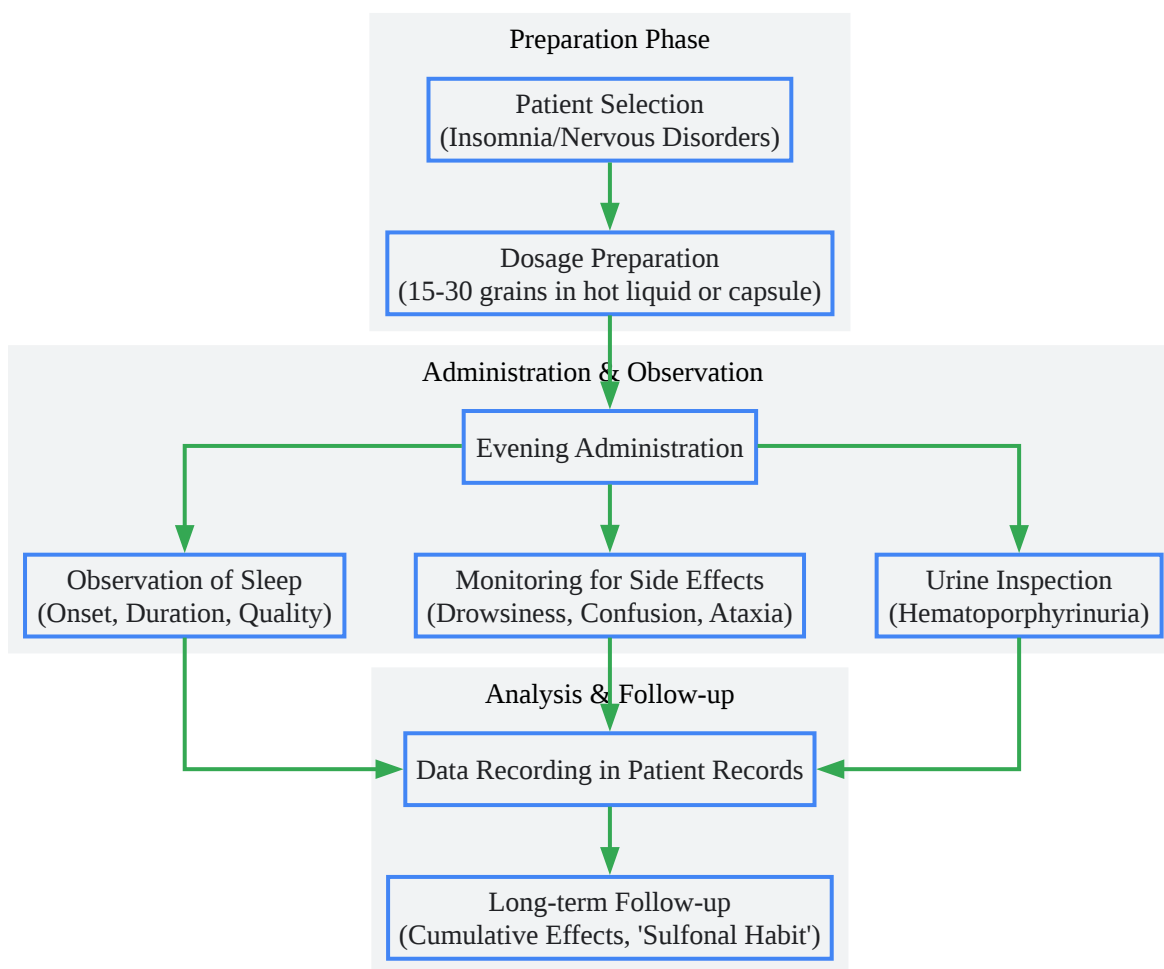 Preparation Phase
Patient Selection
(Insomnia/Nervous Disorders)
Dosage Preparation
(15-30 grains in hot liquid or capsule)
Administration & Observation
Evening Administration
Observation of Sleep
(Onset, Duration, Quality)
Monitoring for Side Effects
(Drowsiness, Confusion, Ataxia)
Urine Inspection
(Hematoporphyrinuria)
Analysis & Follow-up
Data Recording in Patient Records
Long-term Follow-up
(Cumulative Effects, 'Sulfonal Habit')